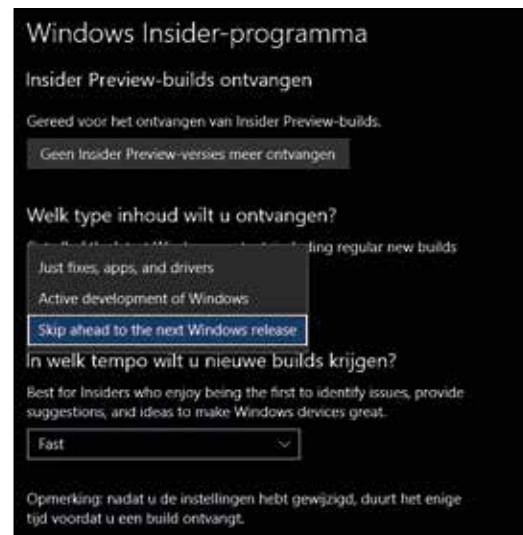 Windows Insider-programma
Insider Preview-builds ontvangen
Gereed voor het ontvangen van Insider Preview-builds.
Geen Insider Preview-versies meer ontvangen
Welk type inhoud wilt u ontvangen?
regular new builds
Just fixes, apps, and drivers
Active development of Windows
Skip ahead to the next Windows release
In welk tempo wilt u nieuwe builds krijgen?
Best for Insiders who enjoy being the first to identify issues, provide
suggestions, and ideas to make Windows devices great.
Fast
Opmerking: nadat u de instellingen hebt gewijzigd, duurt het enige
tijd voordat u een build ontvangt.